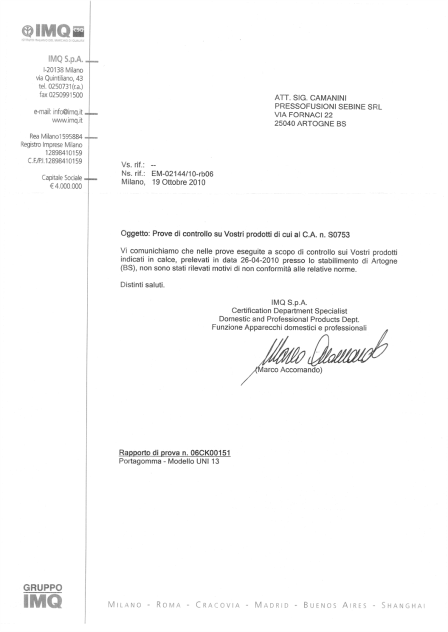 IMQ
IMQ S.p.A.
I-20138 Milano
via Quintiliano, 43
tel. 0250731(r.a.)
fax 0250991500
e-mail: info@imq.it
www.imq.it
Rea Milano1595884
Registro Imprese Milano
12898410159
C.F./P.I.12898410159
Capitale Sociale
€ 4.000.000
ATT. SIG. CAMANINI
PRESSOFUSIONI SEBINE SRL
VIA FORNACI 22
25040 ARTOGNE BS
Vs. rif.: --
Ns. rif.: EM-02144/10-rb06
Milano, 19 Ottobre 2010
Oggetto: Prove di controllo su Vostri prodotti di cui al C.A. n. S0753
Vi comunichiamo che nelle prove eseguite a scopo di controllo sui Vostri prodotti
indicati in calce, prelevati in data 26-04-2010 presso lo stabilimento di Artogne
(BS), non sono stati rilevati motivi di non conformità alle relative norme.
Distinti saluti.
IMQ S.p.A.
Certification Department Specialist
Domestic and Professional Products Dept.
Funzione Apparecchi domestici e professionali
Marco Accomando
(Marco Accomando)
Rapporto di prova n. 06CK00151
Portagomma - Modello UNI 13
GRUPPO
IMQ
MILANO - ROMA - CRACOVIA - MADRID - BUENOS AIRES - SHANGHAI